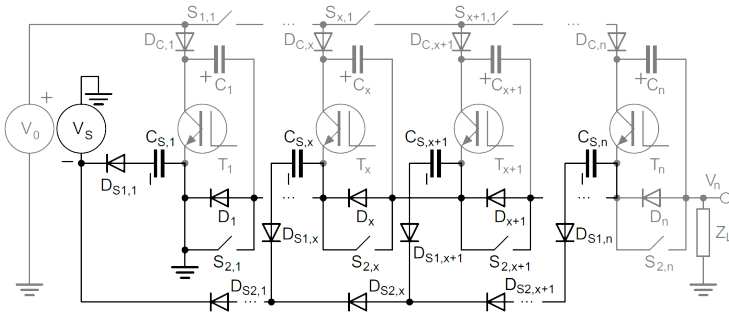 S1,1 ... Sx,1 Sx+1,1 ...
DC,1 DC,x DC,x+1 DC,n
+ C1 + Cx + Cx+1 + Cn
+
V0 VS
CS,1 CS,x CS,x+1 CS,n
− T1 Tx Tx+1 Tn
DS1,1 Vn
D1 ... Dx Dx+1 ... Dn
DS1,x DS1,x+1 DS1,n ZL
S2,1 S2,x S2,x+1 S2,n
DS2,1 DS2,x DS2,x+1
... ...